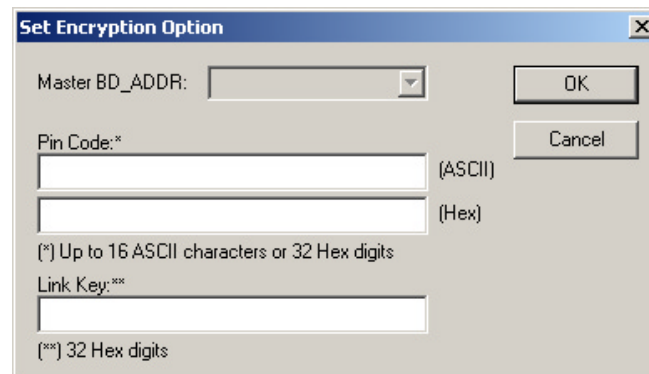 Set Encryption Option
Master BD_ADDR:
OK
Pin Code:*
Cancel
(ASCII)
(Hex)
(*) Up to 16 ASCII characters or 32 Hex digits
Link Key:**
(**) 32 Hex digits